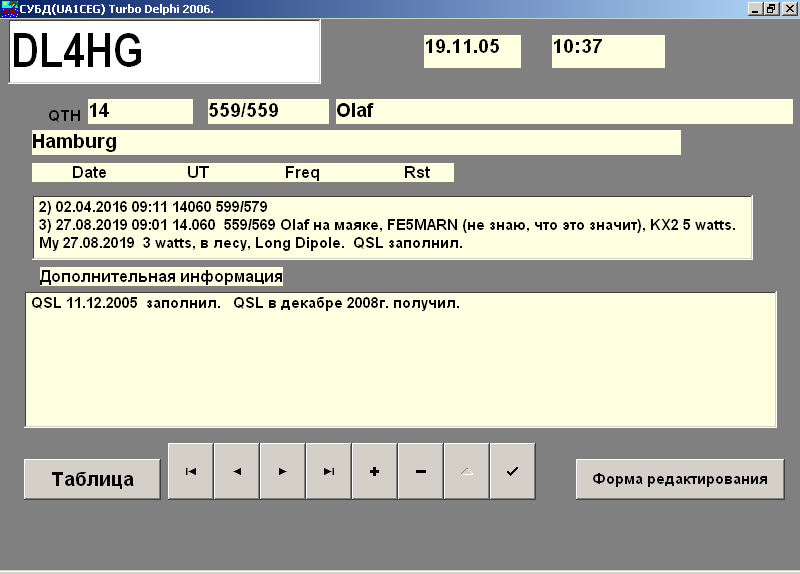 СУБД(UA1CEG) Turbo Delphi 2006.
DL4HG
19.11.05 10:37
QTH 14 559/559 Olaf
Hamburg
Date UT Freq Rst
2) 02.04.2016 09:11 14060 599/579
3) 27.08.2019 09:01 14.060 559/569 Olaf на маяке, FE5MARN (не знаю, что это значит), KX2 5 watts.
My 27.08.2019 3 watts, в лесу, Long Dipole. QSL заполнил.
Дополнительная информация
QSL 11.12.2005 заполнил. QSL в декабре 2008г. получил.
Таблица
Форма редактирования